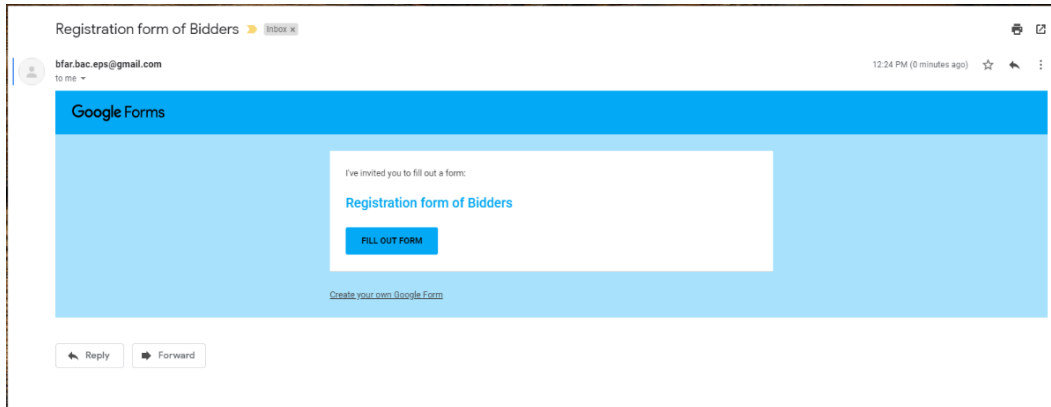 Registration form of Bidders Inbox x
bfar.bac.eps@gmail.com 12:24 PM (0 minutes ago)
to me
Google Forms
I've invited you to fill out a form:
Registration form of Bidders
FILL OUT FORM
Create your own Google Form
Reply Forward